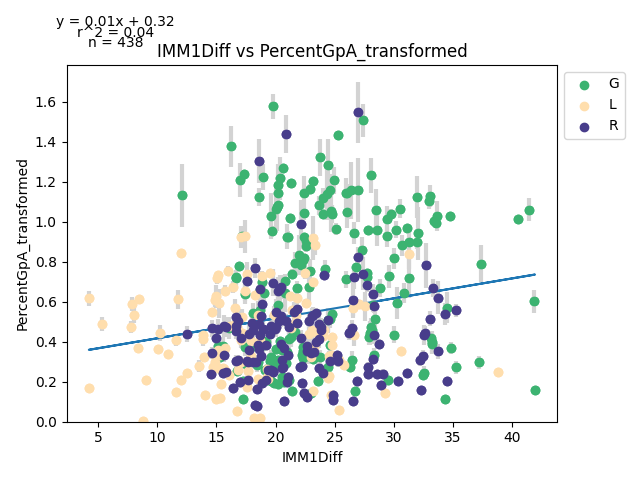 y = 0.01x + 0.32
r^2 = 0.04
n = 438
IMM1Diff vs PercentGpA_transformed
G
L
R
PercentGpA_transformed
1.6
1.4
1.2
1.0
0.8
0.6
0.4
0.2
0.0
5 10 15 20 25 30 35 40
IMM1Diff